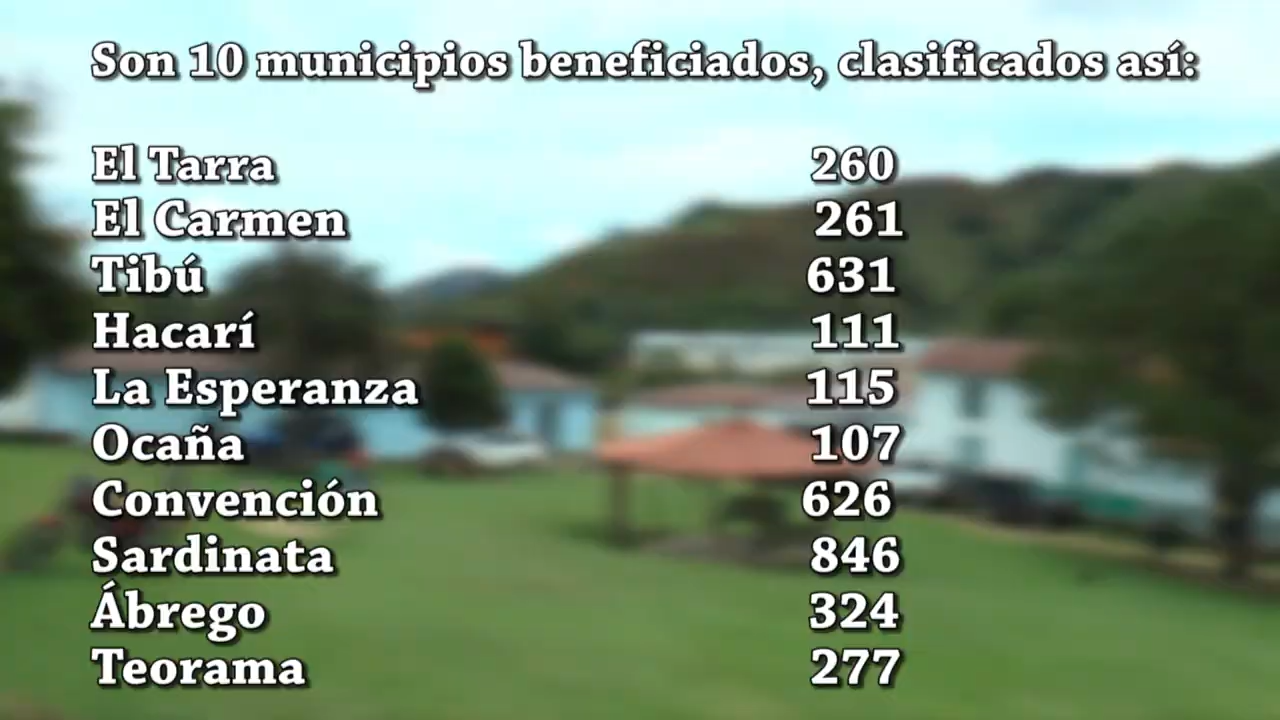 Son 10 municipios beneficiados, clasificados así:
El Tarra 260
El Carmen 261
Tibú 631
Hacarí 111
La Esperanza 115
Ocaña 107
Convención 626
Sardinata 846
Ábrego 324
Teorama 277